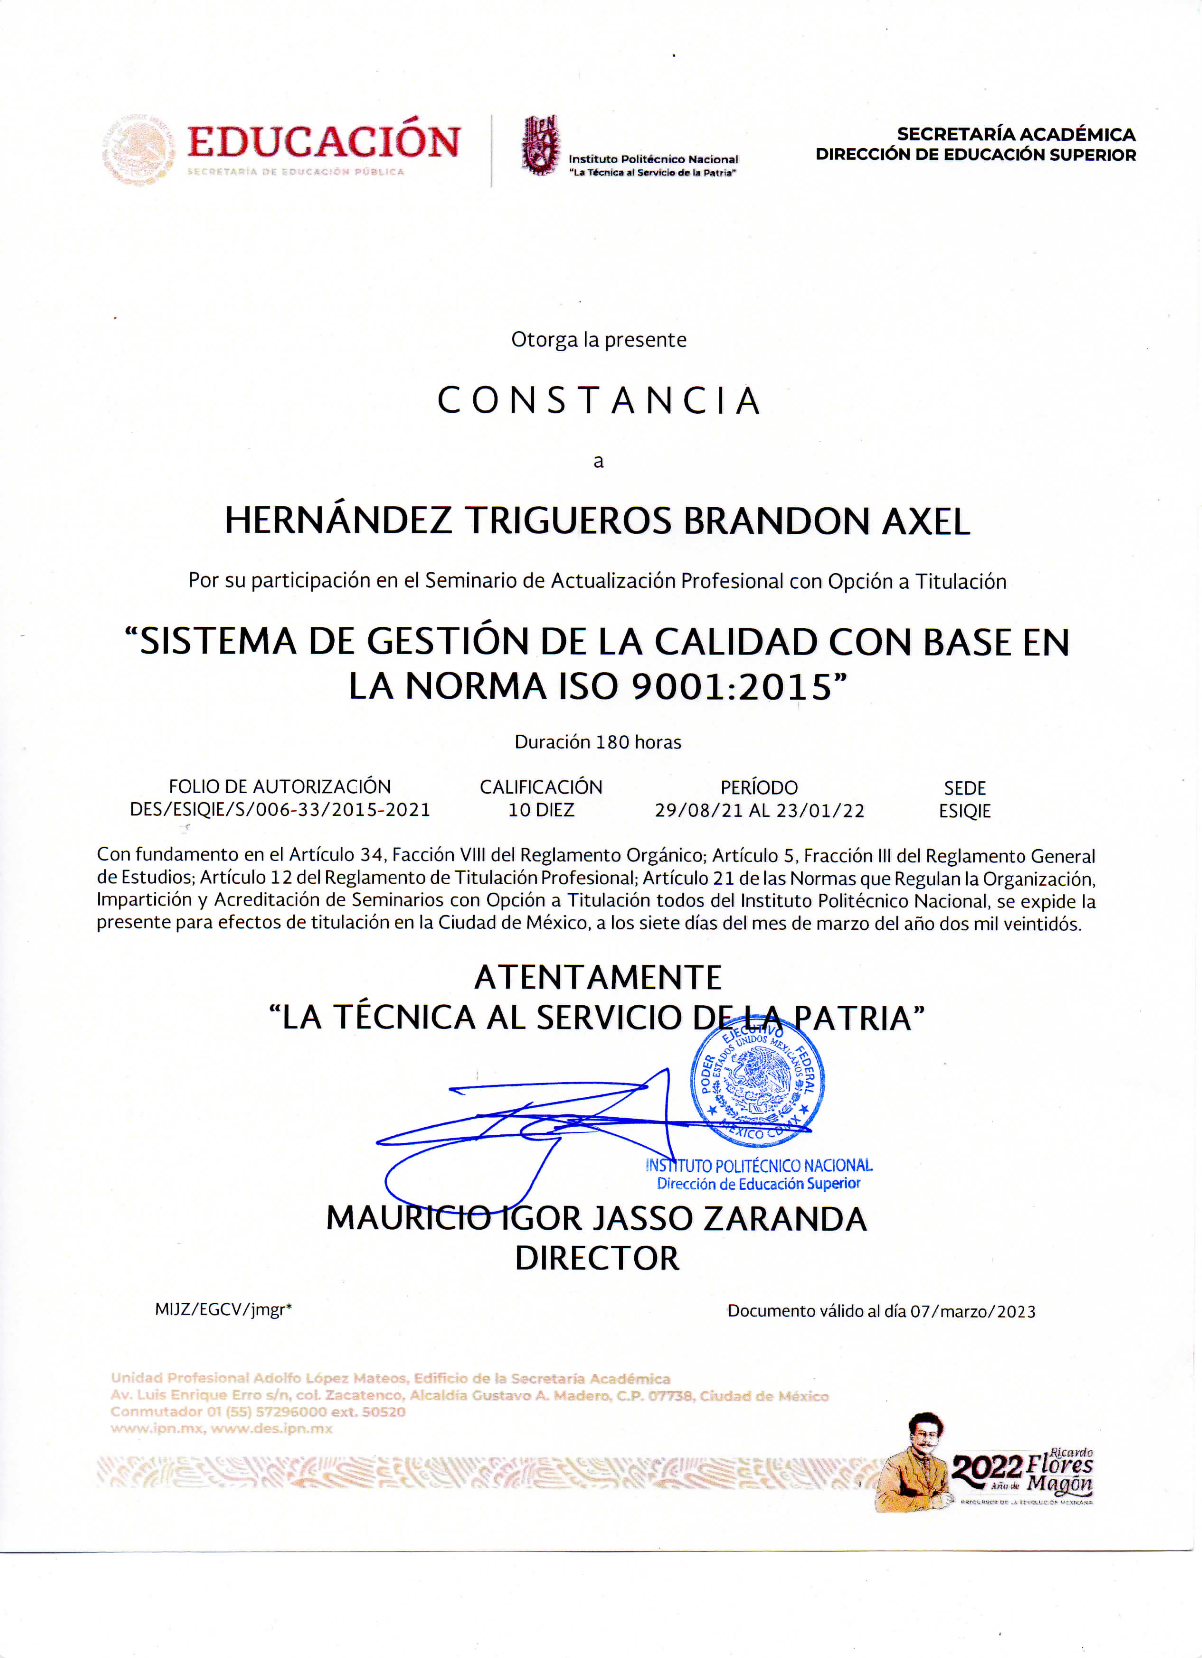 EDUCACIÓN
SECRETARÍA DE EDUCACIÓN PÚBLICA
IPN
Instituto Politécnico Nacional
"La Técnica al Servicio de la Patria"
SECRETARÍA ACADÉMICA
DIRECCIÓN DE EDUCACIÓN SUPERIOR
Otorga la presente
CONSTANCIA
a
HERNÁNDEZ TRIGUEROS BRANDON AXEL
Por su participación en el Seminario de Actualización Profesional con Opción a Titulación
“SISTEMA DE GESTIÓN DE LA CALIDAD CON BASE EN
LA NORMA ISO 9001:2015”
Duración 180 horas
FOLIO DE AUTORIZACIÓN CALIFICACIÓN PERÍODO SEDE
DES/ESIQIE/S/006-33/2015-2021 10 DIEZ 29/08/21 AL 23/01/22 ESIQIE
Con fundamento en el Artículo 34, Facción VIII del Reglamento Orgánico; Artículo 5, Fracción III del Reglamento General
de Estudios; Artículo 12 del Reglamento de Titulación Profesional; Artículo 21 de las Normas que Regulan la Organización,
Impartición y Acreditación de Seminarios con Opción a Titulación todos del Instituto Politécnico Nacional, se expide la
presente para efectos de titulación en la Ciudad de México, a los siete días del mes de marzo del año dos mil veintidós.
ATENTAMENTE
“LA TÉCNICA AL SERVICIO DE LA PATRIA”
PODER EJECUTIVO FEDERAL
ESTADOS UNIDOS MEXICANOS
MÉXICO CDMX
INSTITUTO POLITÉCNICO NACIONAL
Dirección de Educación Superior
MAURICIO IGOR JASSO ZARANDA
DIRECTOR
MIJZ/EGCV/jmgr* Documento válido al día 07/marzo/2023
Unidad Profesional Adolfo López Mateos, Edificio de la Secretaría Académica
Av. Luis Enrique Erro s/n, col. Zacatenco, Alcaldía Gustavo A. Madero, C.P. 07738, Ciudad de México
Conmutador 01 (55) 57296000 ext. 50520
www.ipn.mx, www.des.ipn.mx
2022 Ricardo
Flores
Año de Magón
PRECURSOR DE LA REVOLUCIÓN MEXICANA